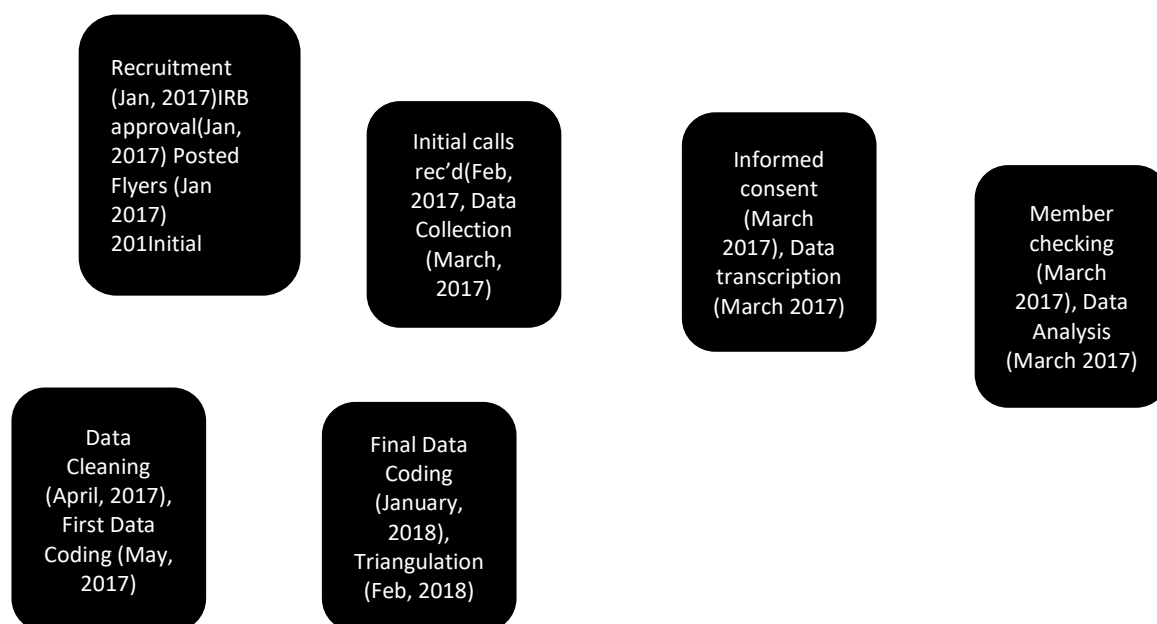 Recruitment
(Jan, 2017)IRB
approval(Jan,
2017) Posted
Flyers (Jan
2017)
201Initial
Initial calls
rec’d(Feb,
2017, Data
Collection
(March,
2017)
Informed
consent
(March
2017), Data
transcription
(March 2017)
Member
checking
(March
2017), Data
Analysis
(March 2017)
Data
Cleaning
(April, 2017),
First Data
Coding (May,
2017)
Final Data
Coding
(January,
2018),
Triangulation
(Feb, 2018)